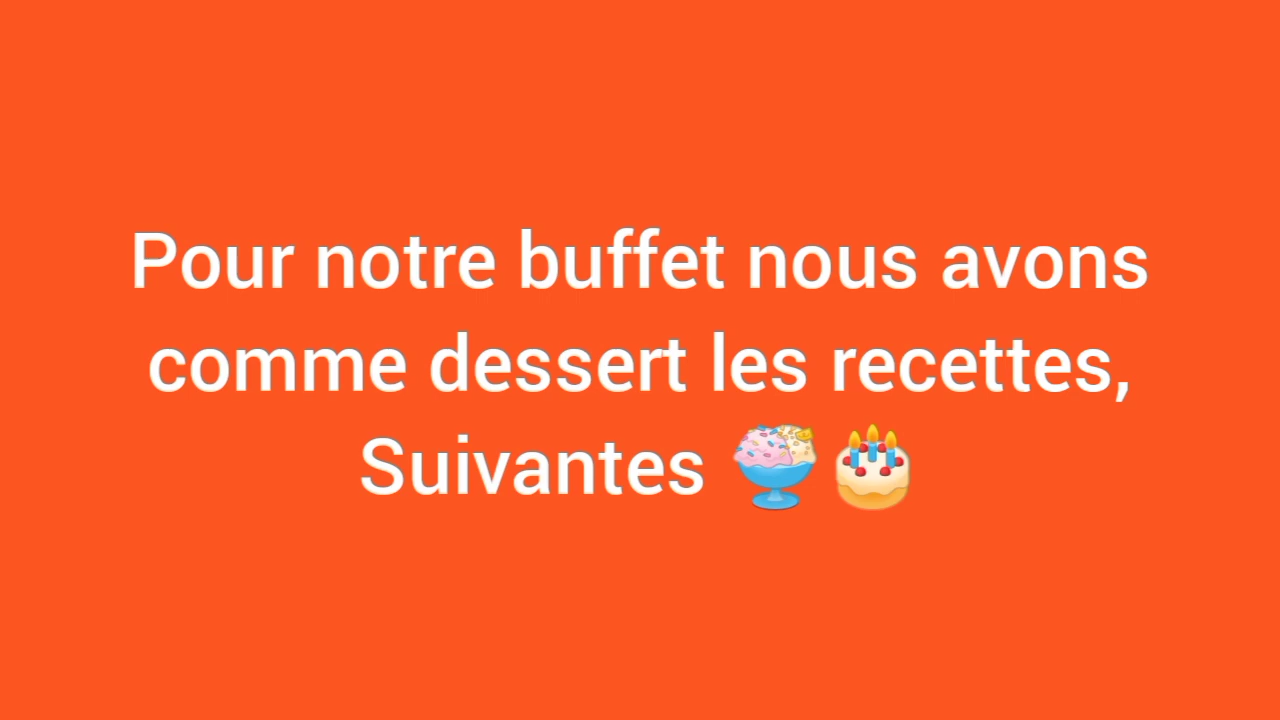 Pour notre buffet nous avons
comme dessert les recettes,
Suivantes 🍨🎂